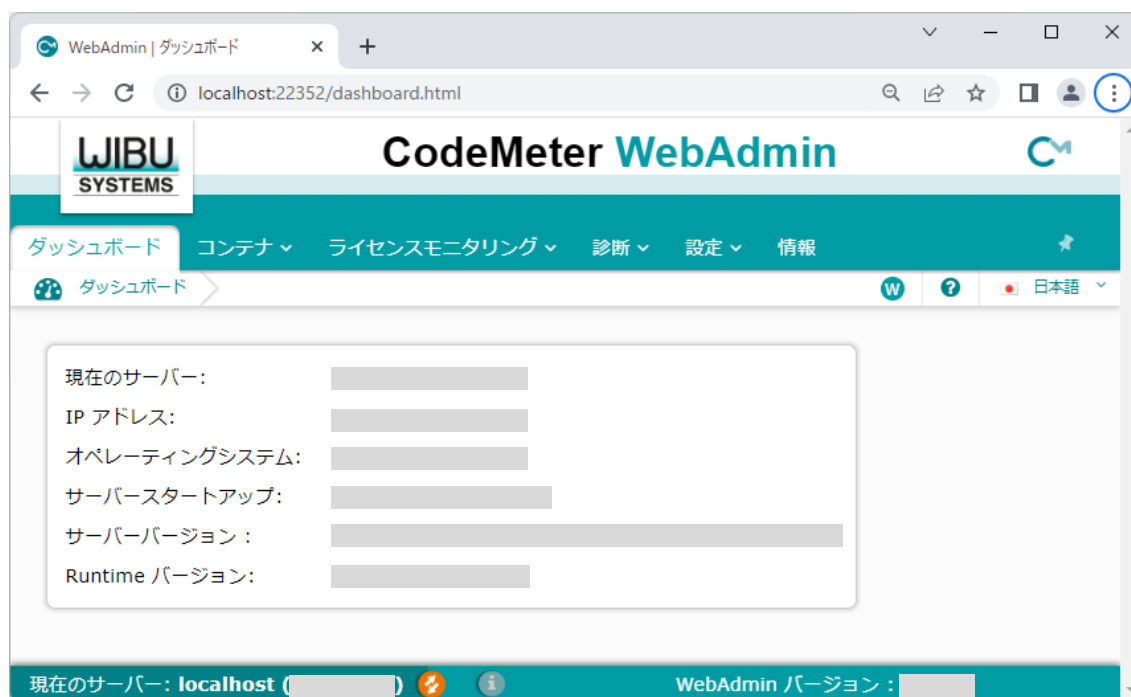 WebAdmin | ダッシュボード
localhost:22352/dashboard.html
WIBU
SYSTEMS
CodeMeter WebAdmin
ダッシュボード コンテナ ライセンスモニタリング 診断 設定 情報
ダッシュボード W ? 日本語
現在のサーバー:
IP アドレス:
オペレーティングシステム:
サーバースタートアップ:
サーバーバージョン :
Runtime バージョン:
現在のサーバー: localhost ( ) i WebAdmin バージョン :